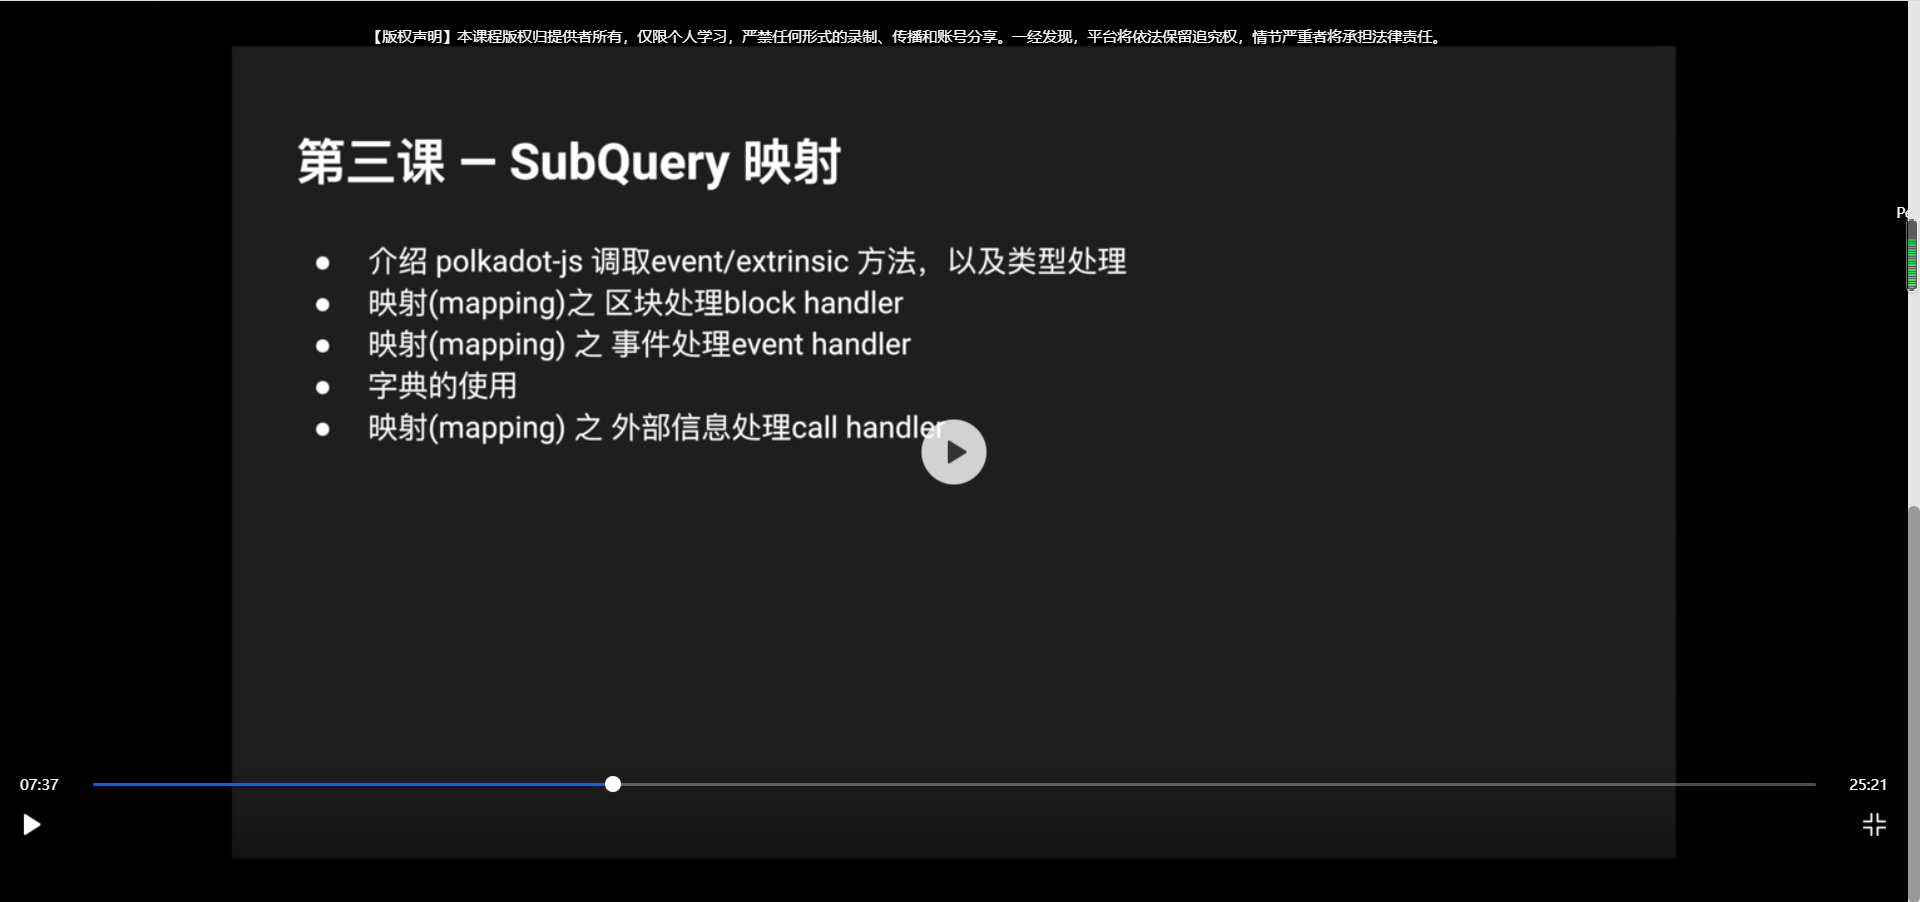 【版权声明】本课程版权归提供者所有，仅限个人学习，严禁任何形式的录制、传播和账号分享。一经发现，平台将依法保留追究权，情节严重者将承担法律责任。
第三课 — SubQuery 映射
● 介绍 polkadot-js 调取event/extrinsic 方法，以及类型处理
● 映射(mapping)之 区块处理block handler
● 映射(mapping) 之 事件处理event handler
● 字典的使用
● 映射(mapping) 之 外部信息处理call handler
07:37
25:21